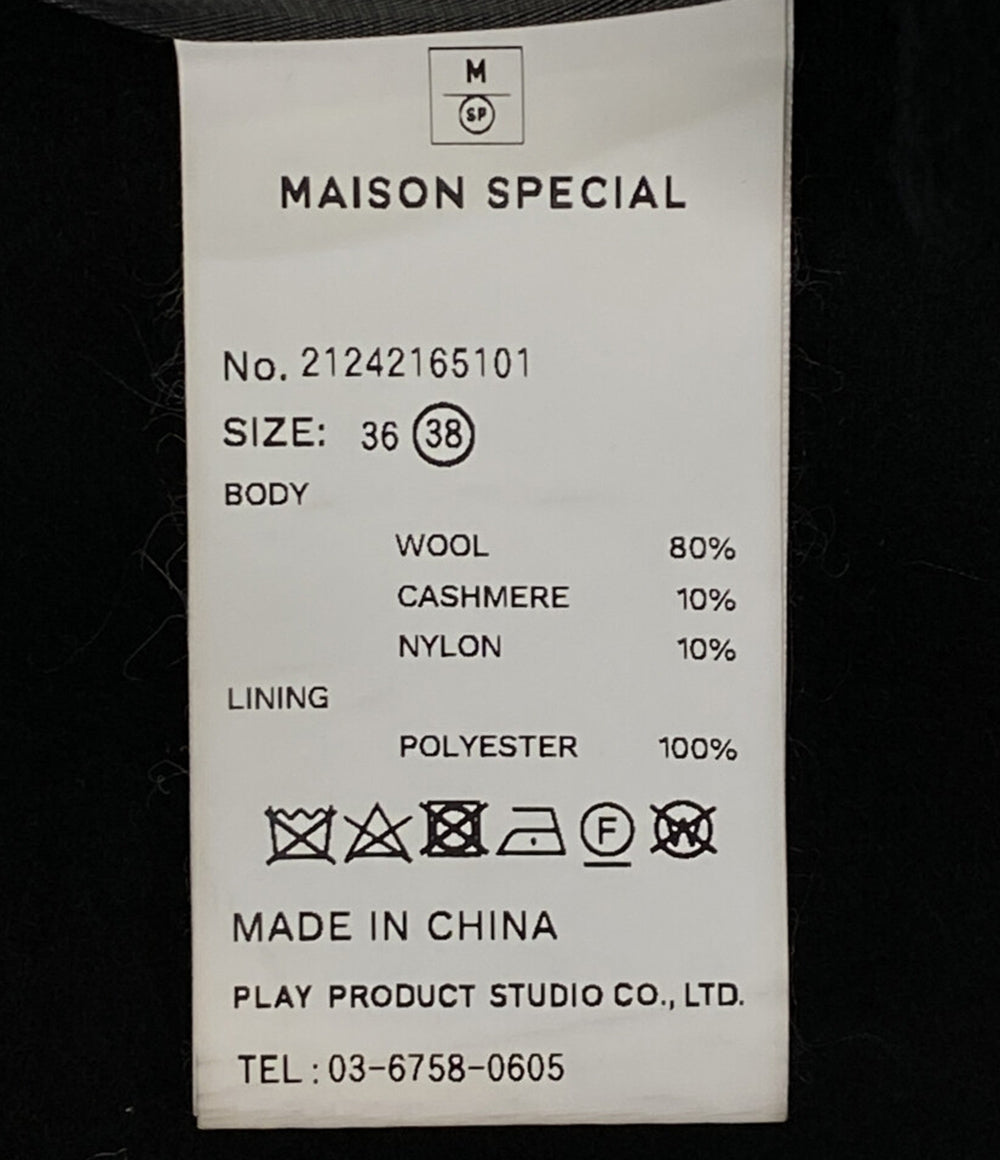 M
SP
MAISON SPECIAL
No. 21242165101
SIZE: 36 38
BODY
WOOL 80%
CASHMERE 10%
NYLON 10%
LINING
POLYESTER 100%
F W
MADE IN CHINA
PLAY PRODUCT STUDIO CO., LTD.
TEL : 03-6758-0605